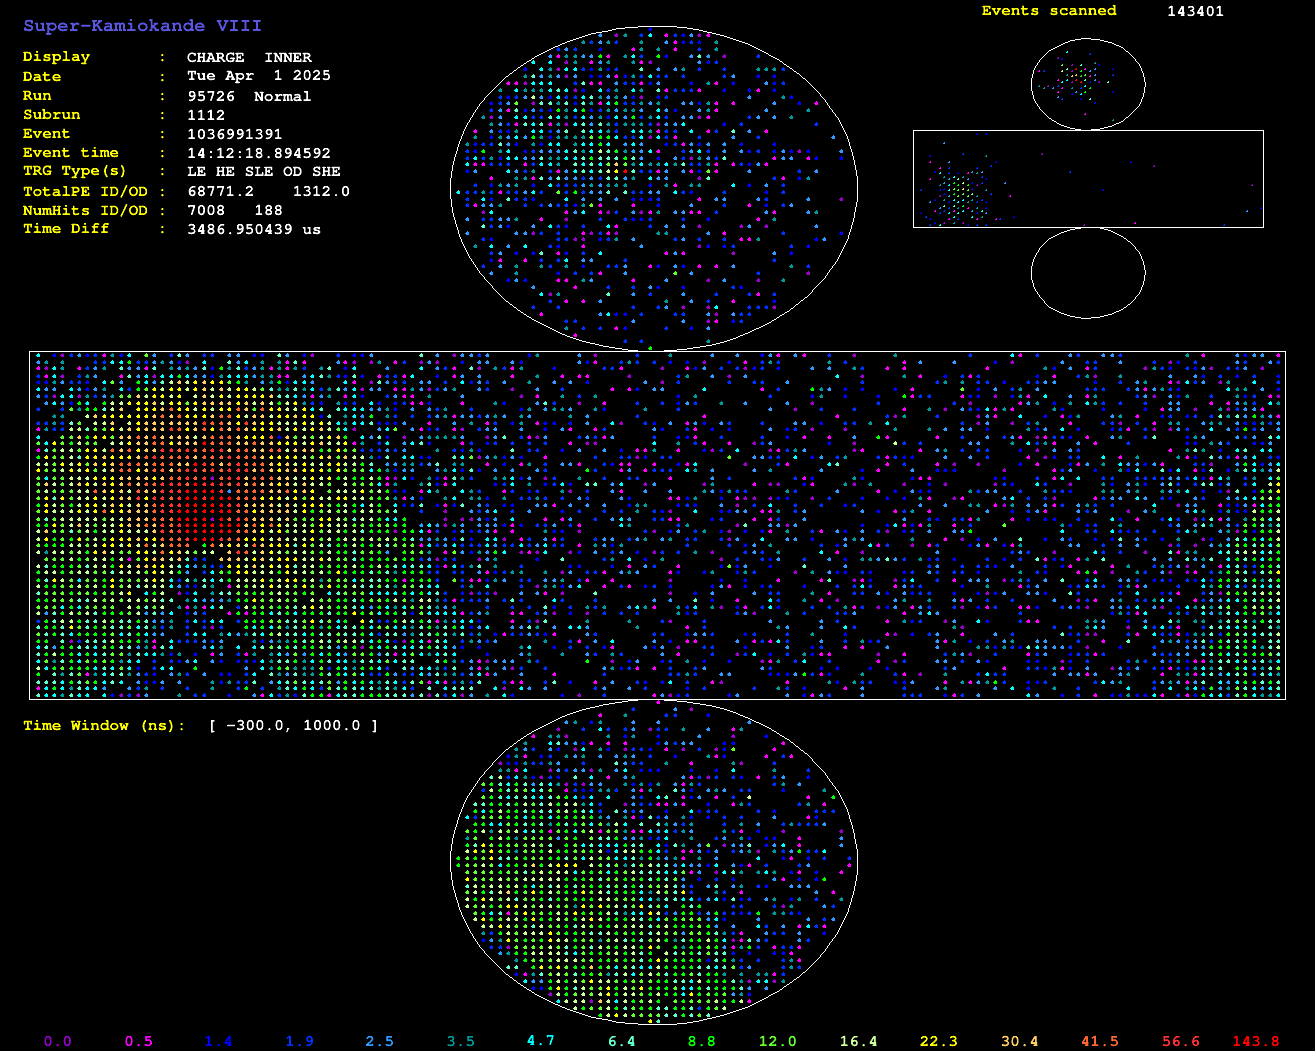 Super-Kamiokande VIII
Events scanned 143401
Display : CHARGE INNER
Date : Tue Apr 1 2025
Run : 95726 Normal
Subrun : 1112
Event : 1036991391
Event time : 14:12:18.894592
TRG Type(s) : LE HE SLE OD SHE
TotalPE ID/OD : 68771.2 1312.0
NumHits ID/OD : 7008 188
Time Diff : 3486.950439 us
Time Window (ns): [ -300.0, 1000.0 ]
0.0 0.5 1.4 1.9 2.5 3.5 4.7 6.4 8.8 12.0 16.4 22.3 30.4 41.5 56.6 143.8